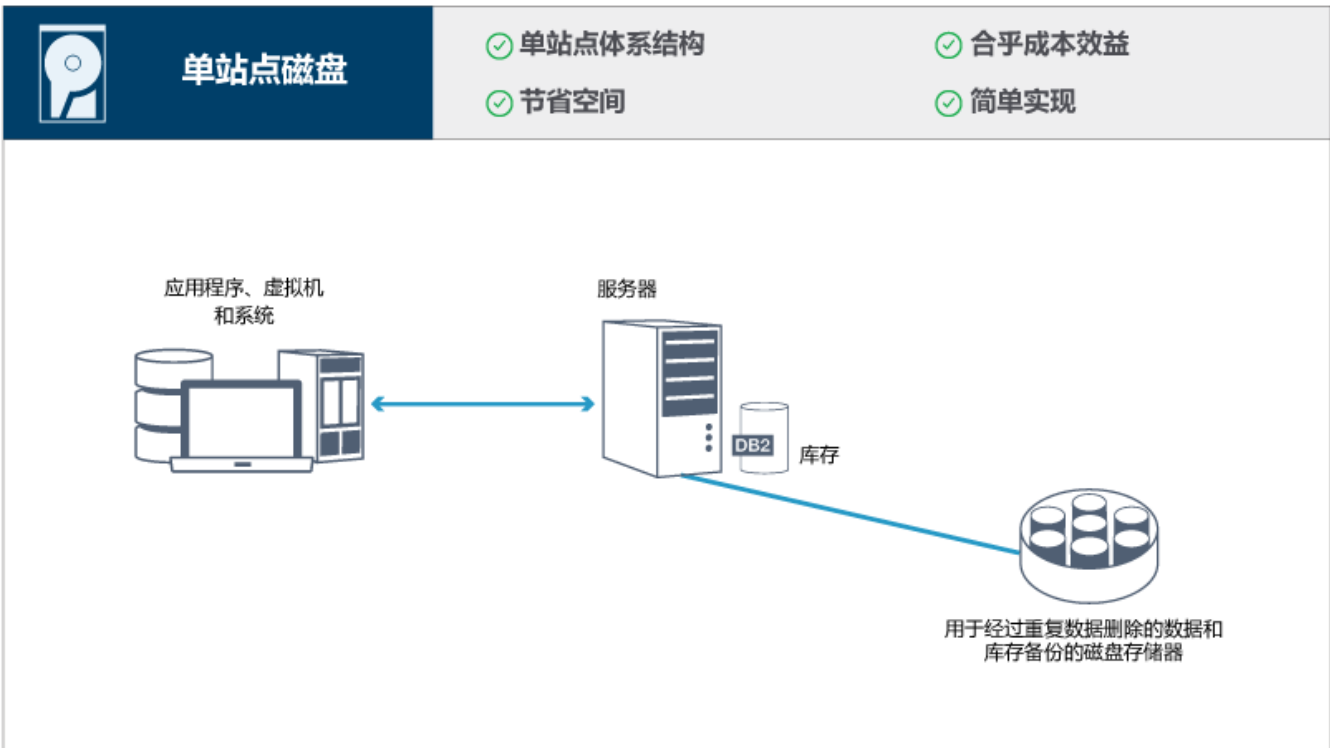 单站点磁盘
单站点体系结构
合乎成本效益
节省空间
简单实现
应用程序、虚拟机
和系统
服务器
DB2
库存
用于经过重复数据删除的数据和
库存备份的磁盘存储器